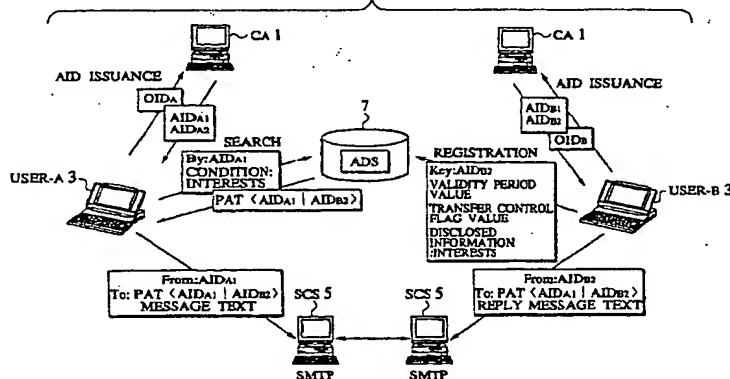 CA 1
CA 1
AID ISSUANCE
AID ISSUANCE
OIDA
AIDA1
AIDA2
AIDB1
AIDB2
OIDB
7
ADS
SEARCH
By:AIDA1
CONDITION:
INTERESTS
PAT <AIDA1 | AIDB2>
REGISTRATION
Key:AIDB2
VALIDITY PERIOD
VALUE
TRANSFER CONTROL
FLAG VALUE
DISCLOSED
INFORMATION
:INTERESTS
USER-A 3
USER-B 3
From:AIDA1
To: PAT <AIDA1 | AIDB2>
MESSAGE TEXT
From:AIDB2
To: PAT <AIDA1 | AIDB2>
REPLY MESSAGE TEXT
SCS 5
SCS 5
SMTP
SMTP